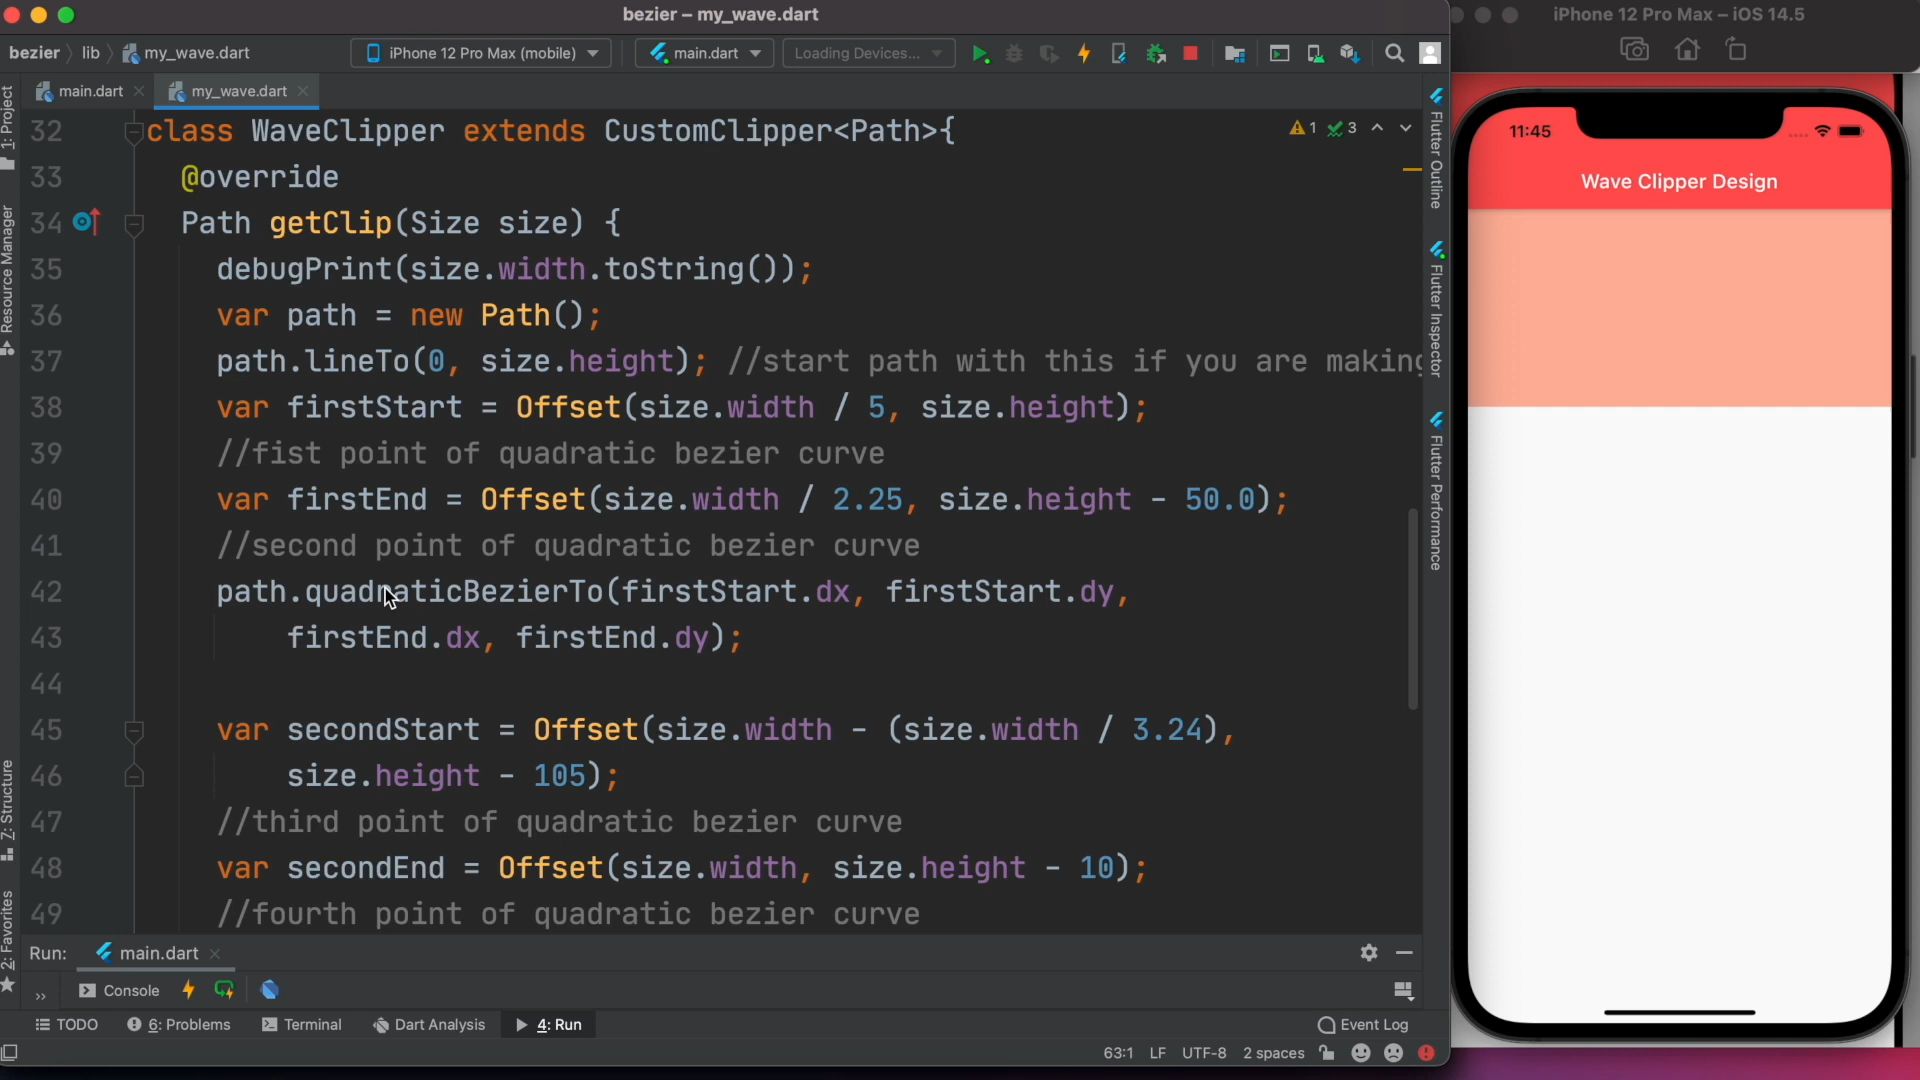 bezier – my_wave.dart
iPhone 12 Pro Max – iOS 14.5
bezier lib my_wave.dart
iPhone 12 Pro Max (mobile) main.dart Loading Devices...
main.dart my_wave.dart
32 class WaveClipper extends CustomClipper<Path>{
1 3
33 @override
34 Path getClip(Size size) {
35 debugPrint(size.width.toString());
36 var path = new Path();
37 path.lineTo(0, size.height); //start path with this if you are making
38 var firstStart = Offset(size.width / 5, size.height);
39 //fist point of quadratic bezier curve
40 var firstEnd = Offset(size.width / 2.25, size.height - 50.0);
41 //second point of quadratic bezier curve
42 path.quadraticBezierTo(firstStart.dx, firstStart.dy,
43 firstEnd.dx, firstEnd.dy);
44
45 var secondStart = Offset(size.width - (size.width / 3.24),
46 size.height - 105);
47 //third point of quadratic bezier curve
48 var secondEnd = Offset(size.width, size.height - 10);
49 //fourth point of quadratic bezier curve
1: Project
Resource Manager
Z: Structure
2: Favorites
Flutter Outline
Flutter Inspector
Flutter Performance
Run: main.dart
Console
TODO 6: Problems Terminal Dart Analysis 4: Run Event Log
63:1 LF UTF-8 2 spaces
11:45
Wave Clipper Design